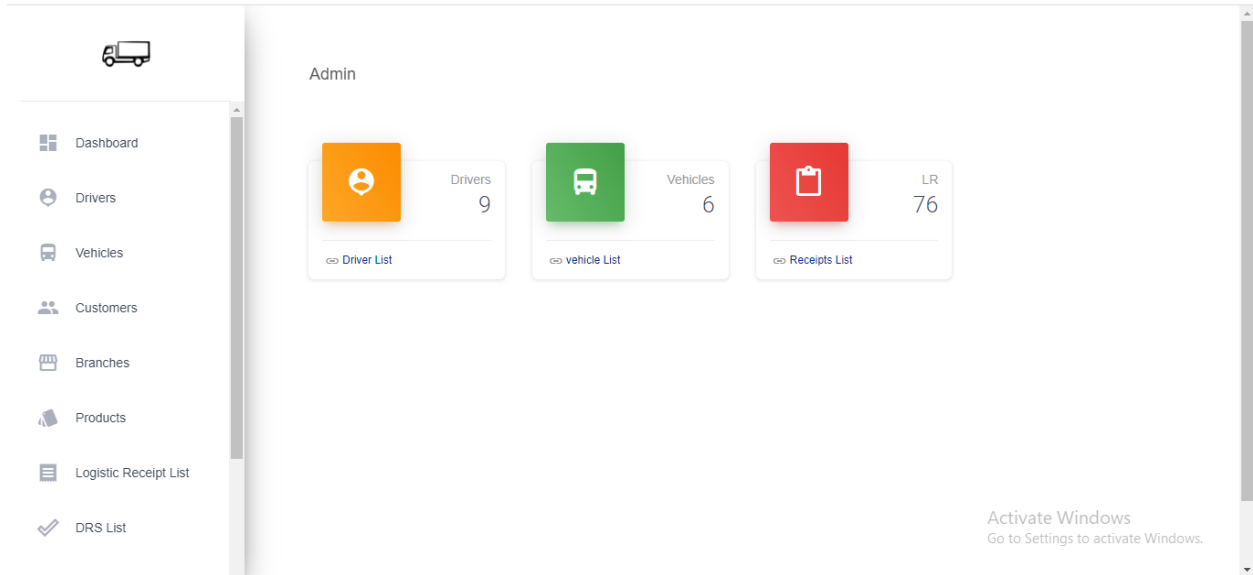 Admin
Dashboard
Drivers
Vehicles
Customers
Branches
Products
Logistic Receipt List
DRS List
Drivers
9
Driver List
Vehicles
6
vehicle List
LR
76
Receipts List
Activate Windows
Go to Settings to activate Windows.